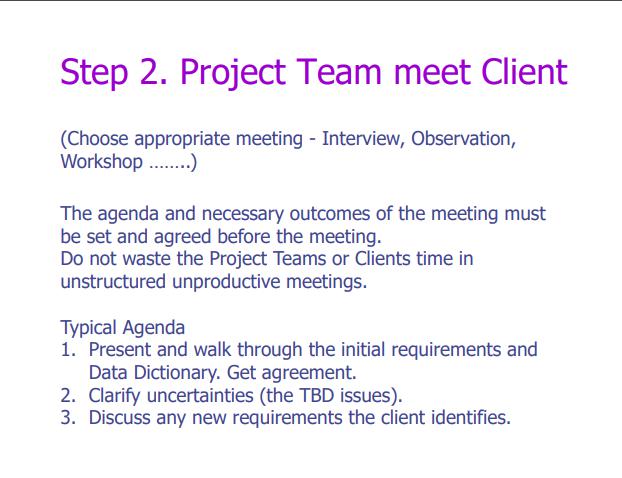 Step 2. Project Team meet Client
(Choose appropriate meeting - Interview, Observation,
Workshop ……..)
The agenda and necessary outcomes of the meeting must
be set and agreed before the meeting.
Do not waste the Project Teams or Clients time in
unstructured unproductive meetings.
Typical Agenda
1. Present and walk through the initial requirements and
Data Dictionary. Get agreement.
2. Clarify uncertainties (the TBD issues).
3. Discuss any new requirements the client identifies.